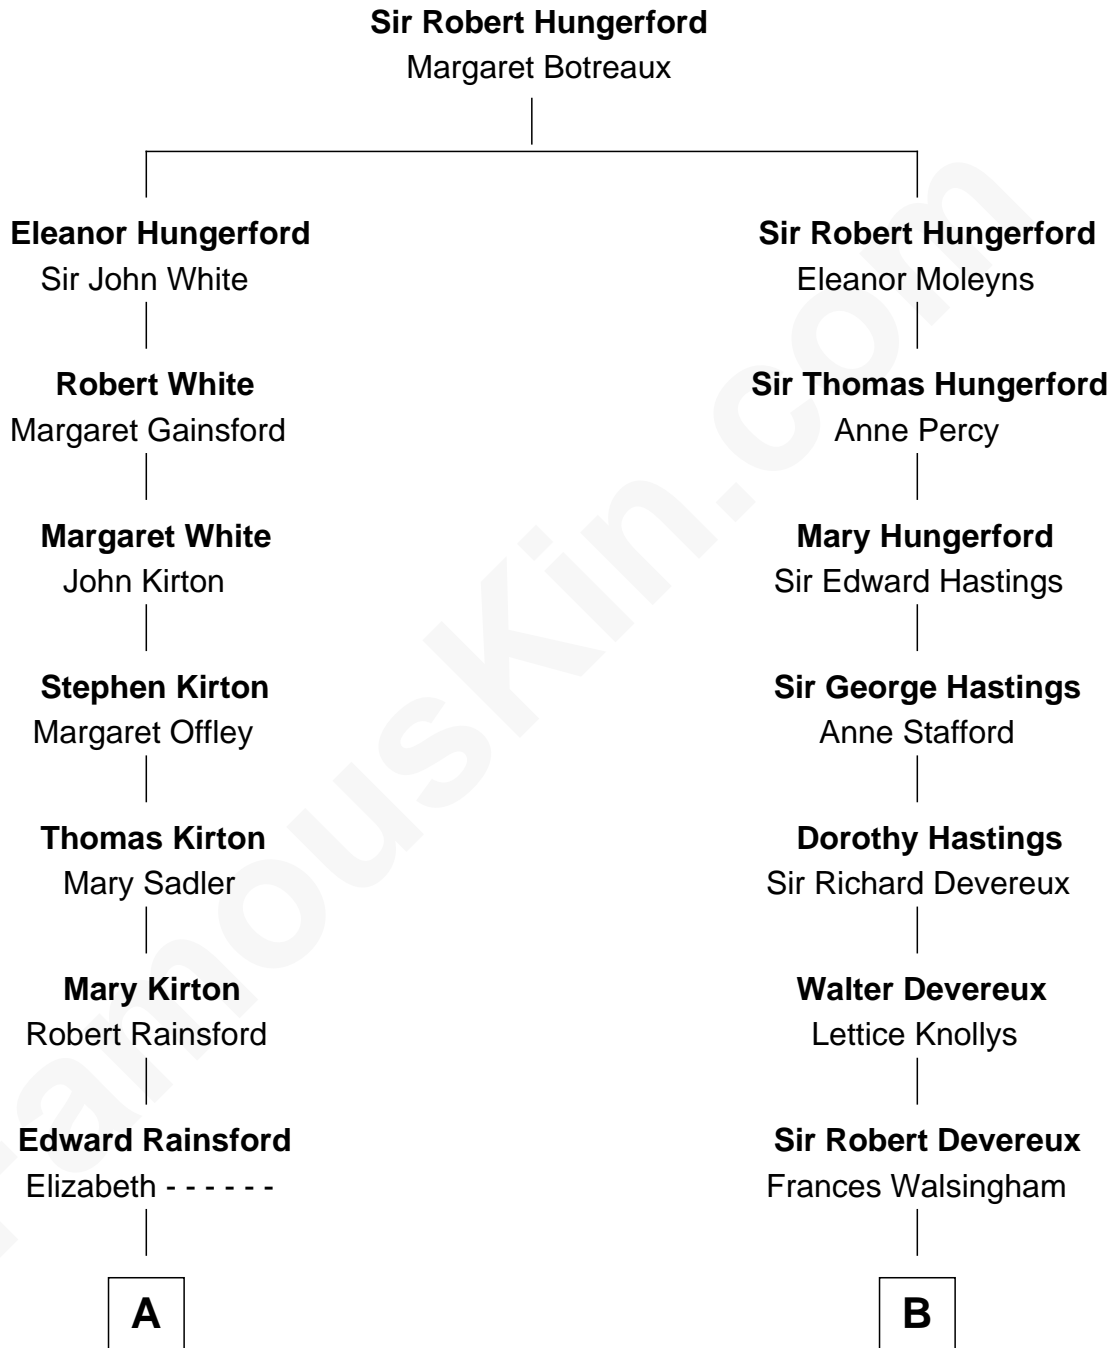 Sir Robert Hungerford
Margaret Botreaux
Eleanor Hungerford
Sir John White
Sir Robert Hungerford
Eleanor Moleyns
Robert White
Margaret Gainsford
Sir Thomas Hungerford
Anne Percy
Margaret White
John Kirton
Mary Hungerford
Sir Edward Hastings
Stephen Kirton
Margaret Offley
Sir George Hastings
Anne Stafford
Thomas Kirton
Mary Sadler
Dorothy Hastings
Sir Richard Devereux
Mary Kirton
Robert Rainsford
Walter Devereux
Lettice Knollys
Edward Rainsford
Elizabeth - - - - - -
Sir Robert Devereux
Frances Walsingham
A
B
FamousKin.com